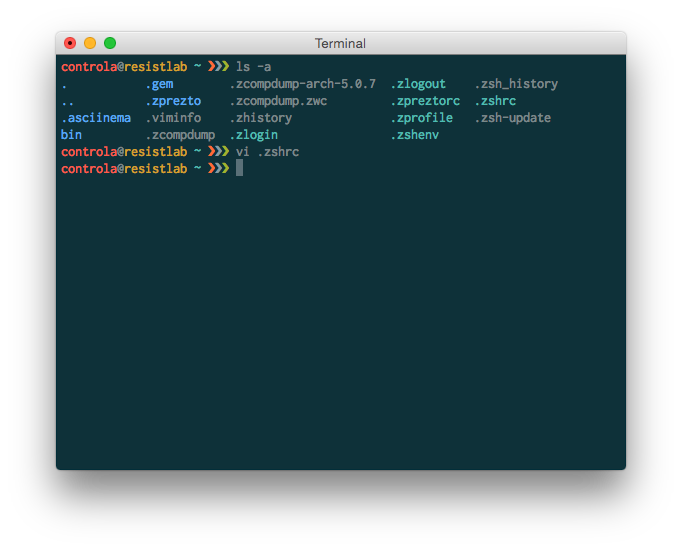 Terminal
controla@resistlab ~ ❯❯❯ ls -a
. .gem .zcompdump-arch-5.0.7 .zlogout .zsh_history
.. .zprezto .zcompdump.zwc .zpreztorc .zshrc
.asciinema .viminfo .zhistory .zprofile .zsh-update
bin .zcompdump .zlogin .zshenv
controla@resistlab ~ ❯❯❯ vi .zshrc
controla@resistlab ~ ❯❯❯